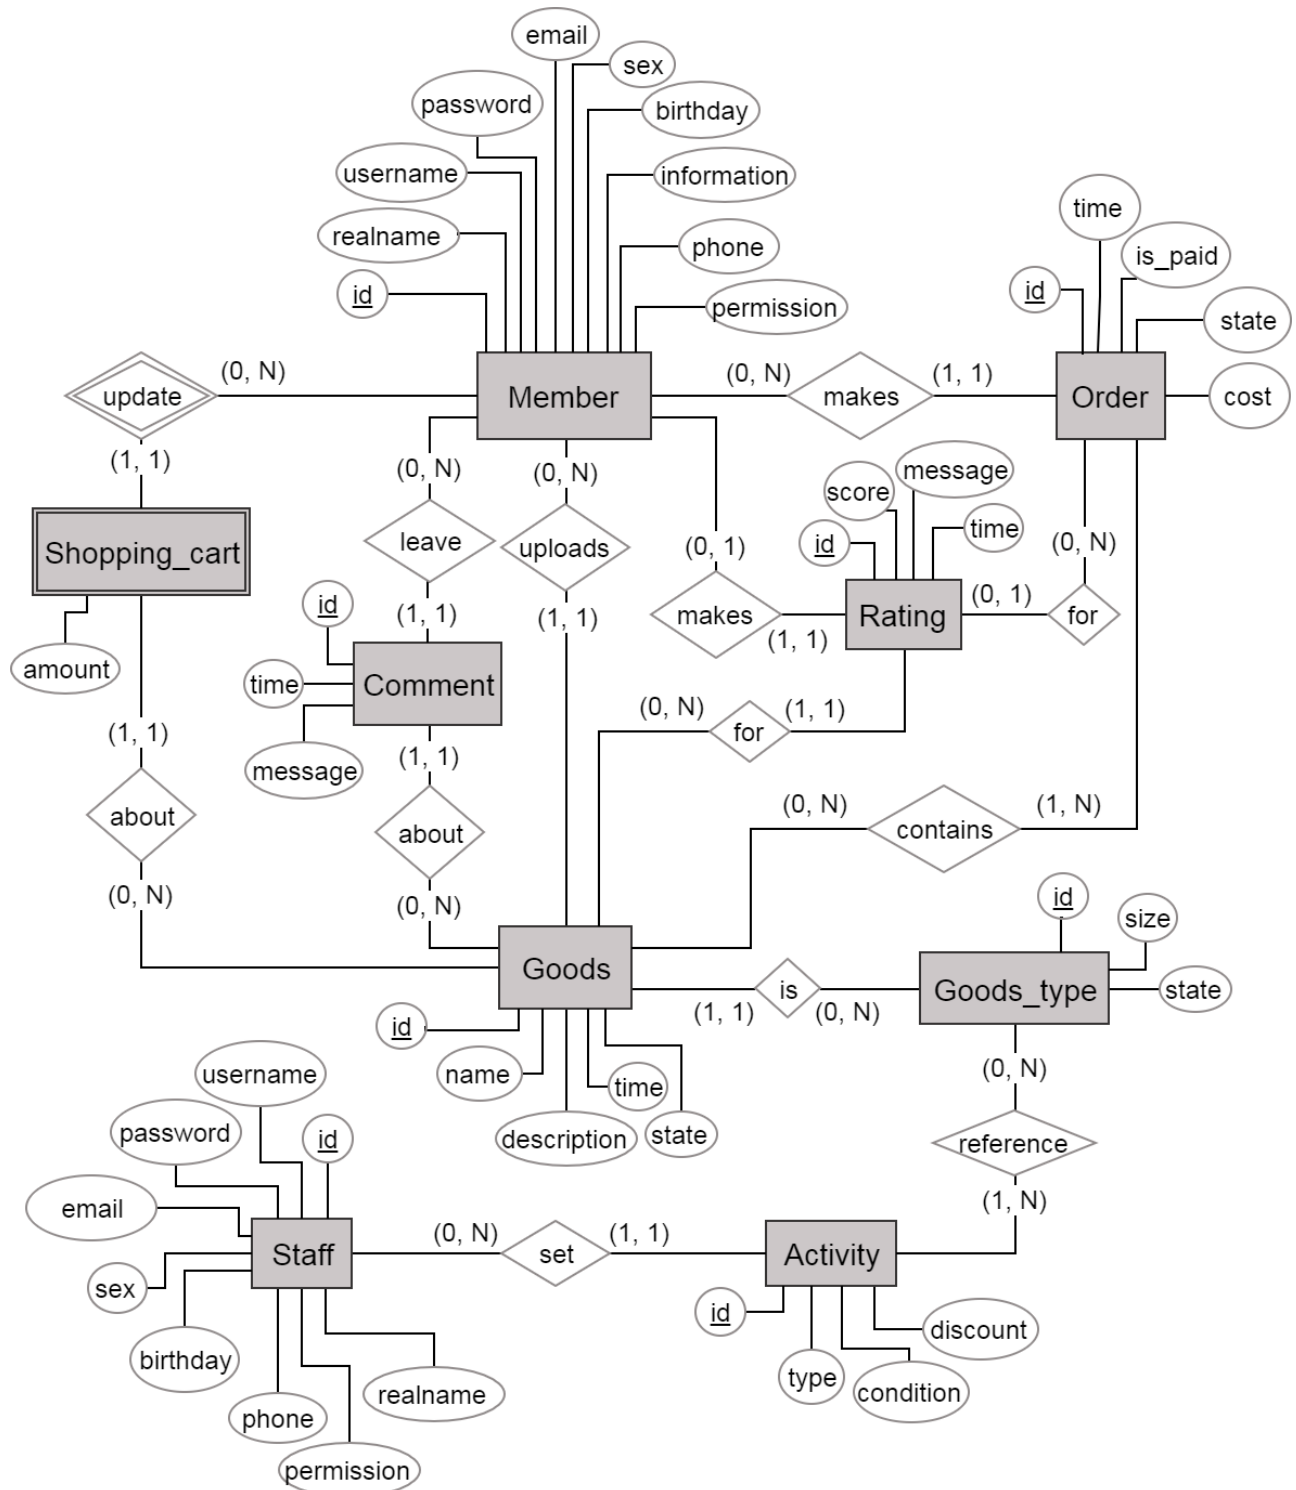 email
sex
password
birthday
username
information
time
realname
phone
is_paid
id
id
permission
state
(0, N)
Member
(0, N)
(1, 1)
Order
update
makes
cost
(1, 1)
(0, N)
(0, N)
message
score
Shopping_cart
leave
uploads
(0, 1)
id
time
(0, N)
id
(1, 1)
(1, 1)
makes
Rating
(0, 1)
for
(1, 1)
amount
time
Comment
(0, N)
(1, 1)
for
(1, 1)
(1, 1)
message
about
about
(0, N)
(1, N)
contains
(0, N)
(0, N)
id
size
Goods
is
Goods_type
state
(1, 1)
(0, N)
id
name
time
(0, N)
username
password
id
description
state
reference
email
(1, N)
Staff
(0, N)
set
(1, 1)
Activity
sex
id
discount
birthday
type
condition
realname
phone
permission